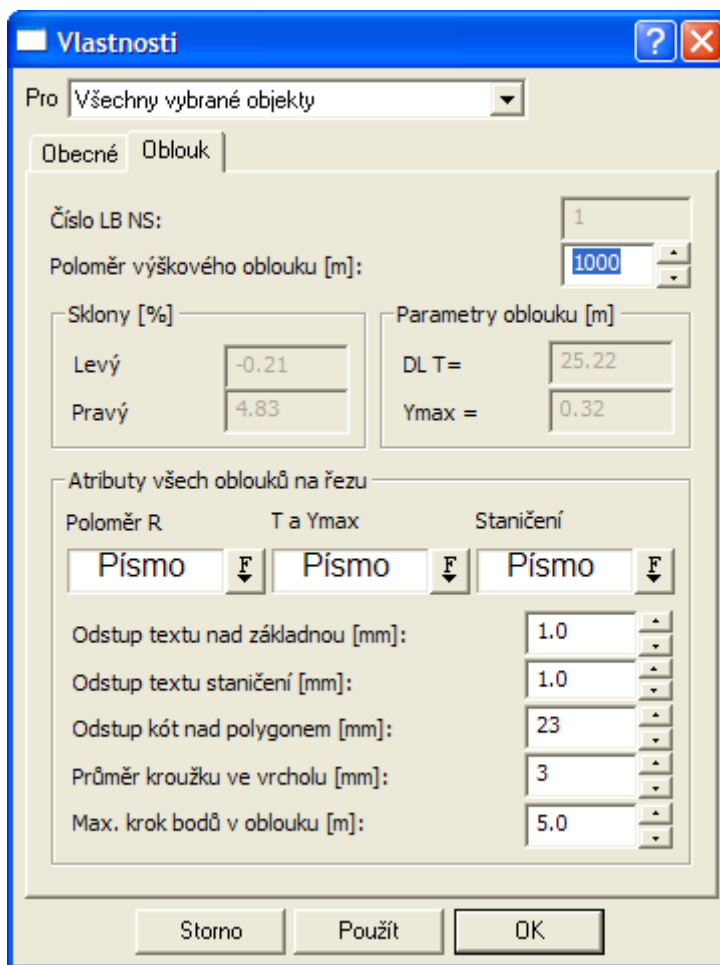 Vlastnosti
Pro Všechny vybrané objekty
Obecné Oblouk
Číslo LB NS: 1
Poloměr výškového oblouku [m]: 1000
Sklony [%] Parametry oblouku [m]
Levý -0.21 DL T= 25.22
Pravý 4.83 Ymax = 0.32
Atributy všech oblouků na řezu
Poloměr R T a Ymax Staničení
Písmo F Písmo F Písmo F
Odstup textu nad základnou [mm]: 1.0
Odstup textu staničení [mm]: 1.0
Odstup kót nad polygonem [mm]: 23
Průměr kroužku ve vrcholu [mm]: 3
Max. krok bodů v oblouku [m]: 5.0
Storno Použít OK